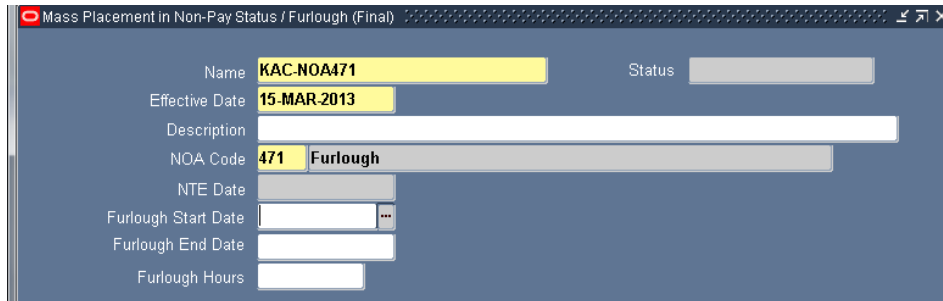 Mass Placement in Non-Pay Status / Furlough (Final)
Name KAC-NOA471 Status
Effective Date 15-MAR-2013
Description
NOA Code 471 Furlough
NTE Date
Furlough Start Date ...
Furlough End Date
Furlough Hours